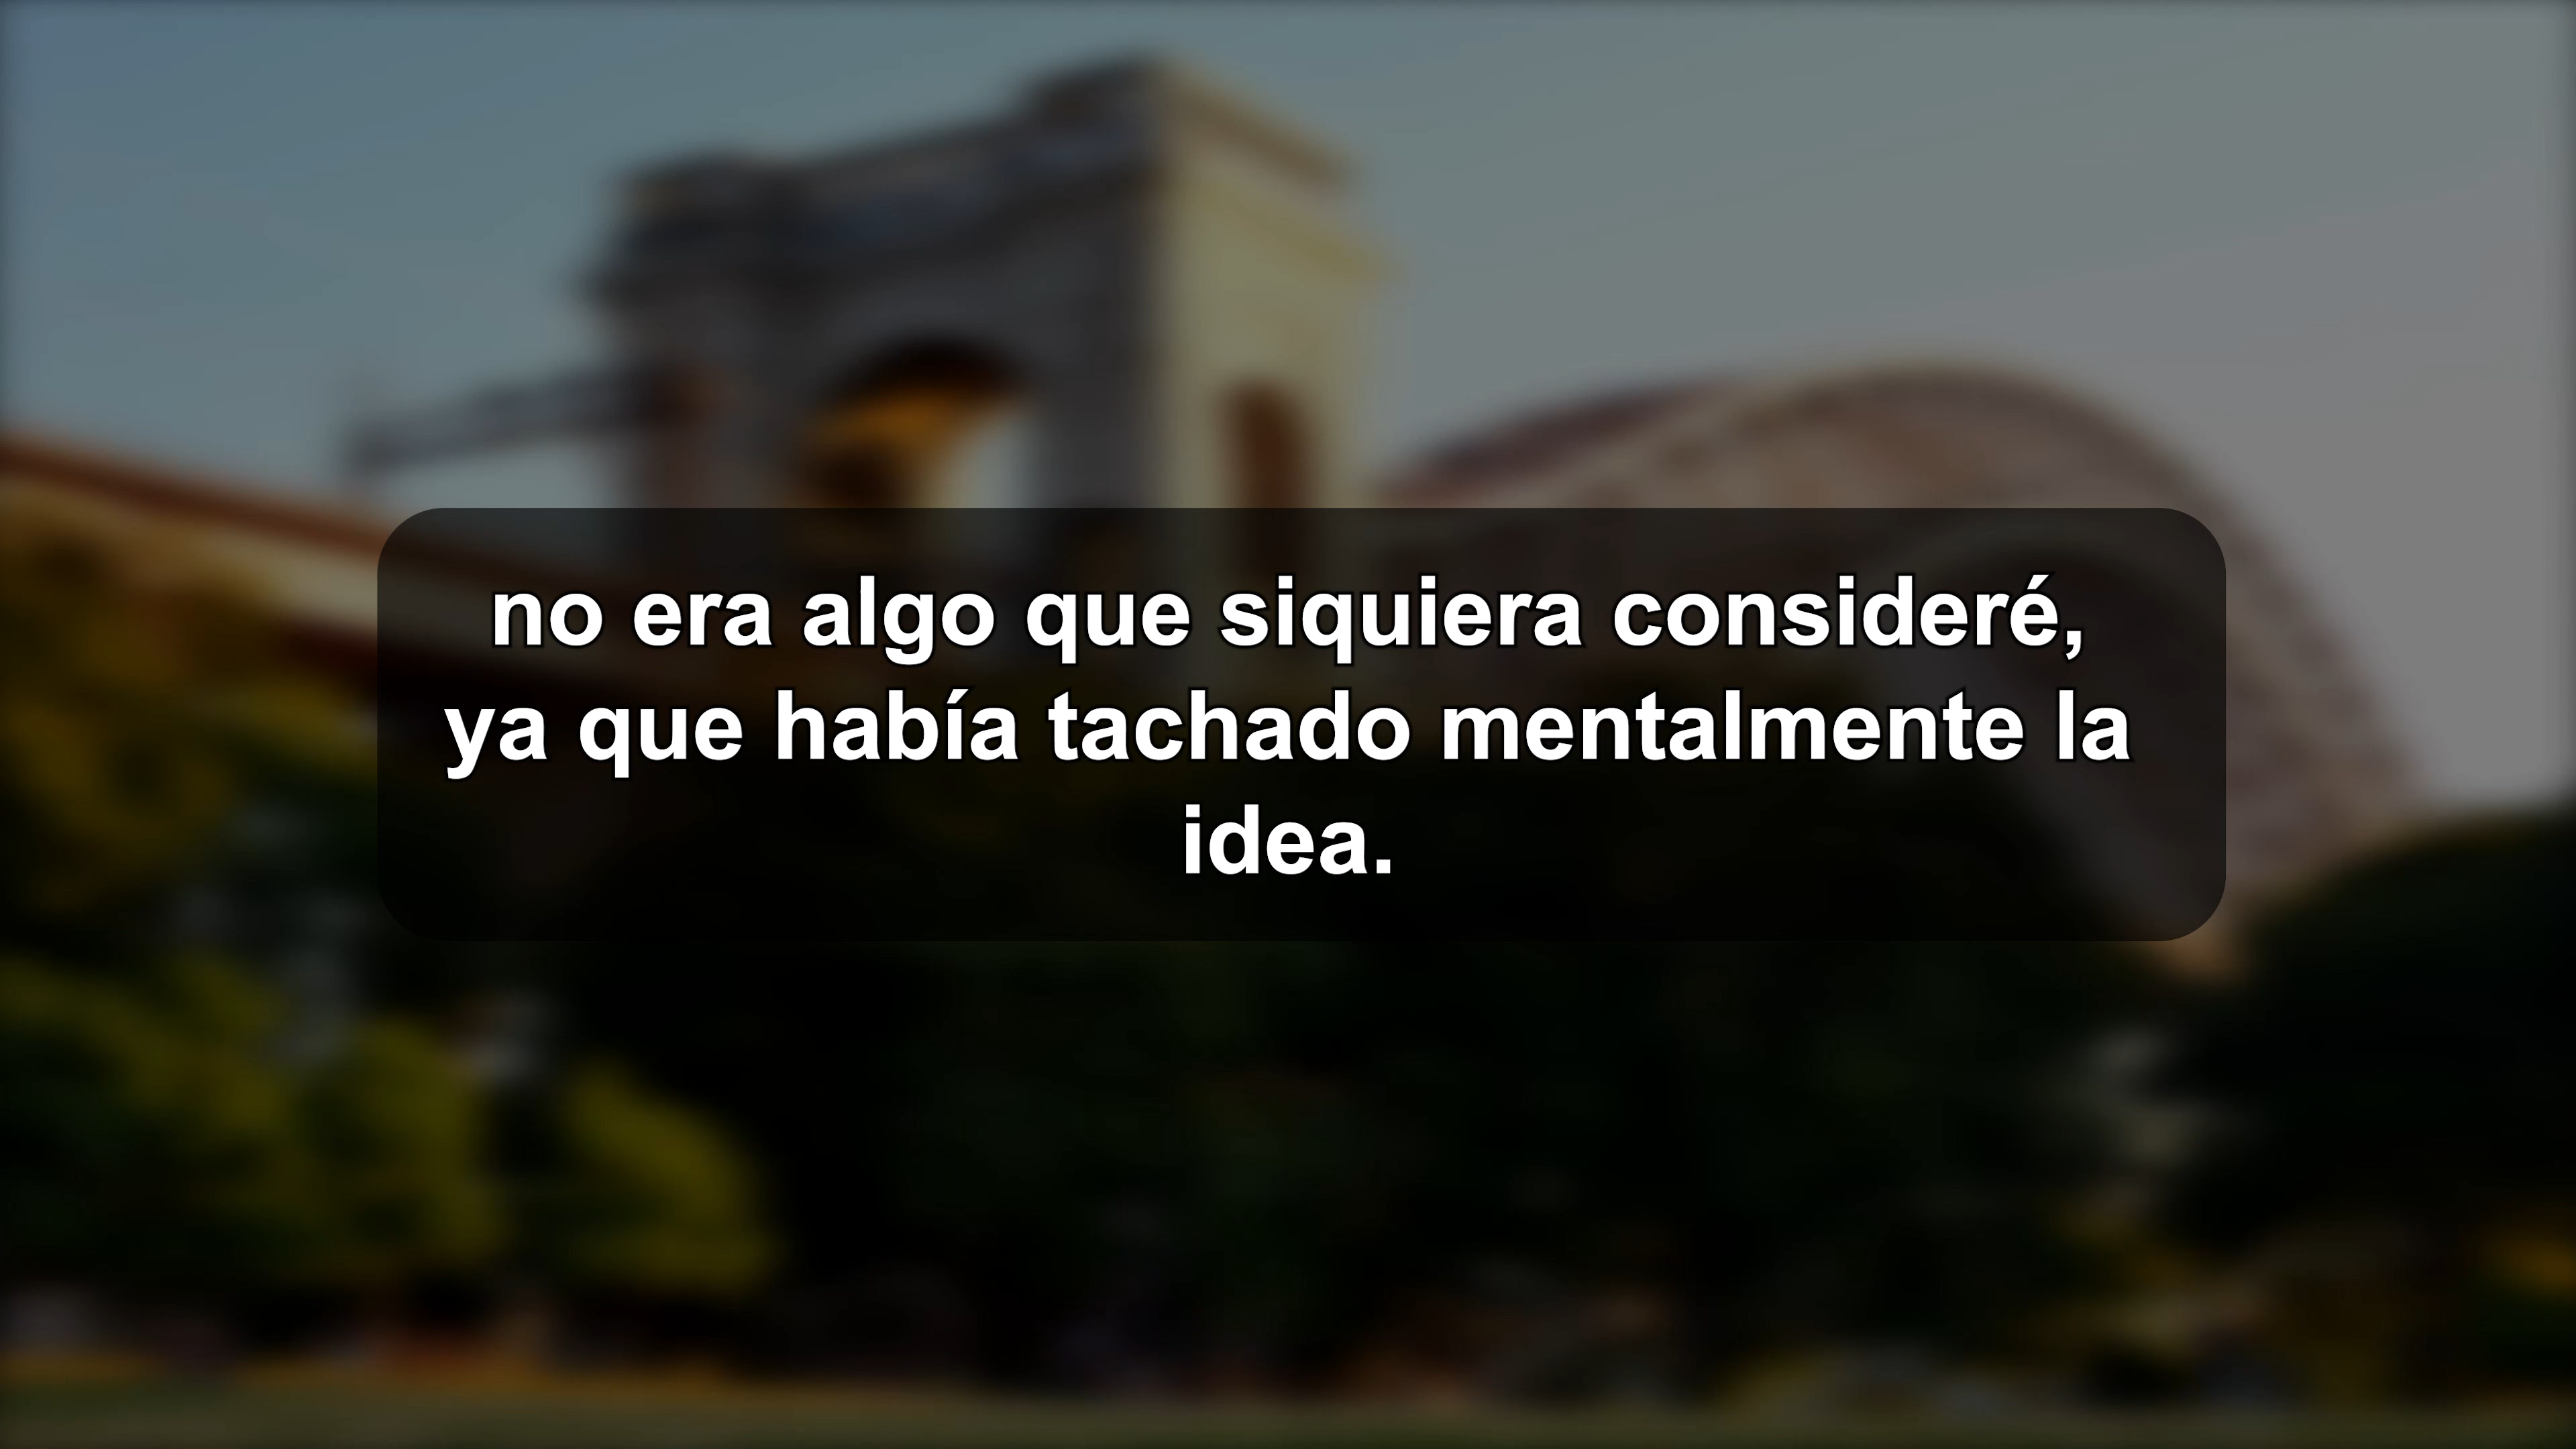 no era algo que siquiera consideré,
ya que había tachado mentalmente la
idea.